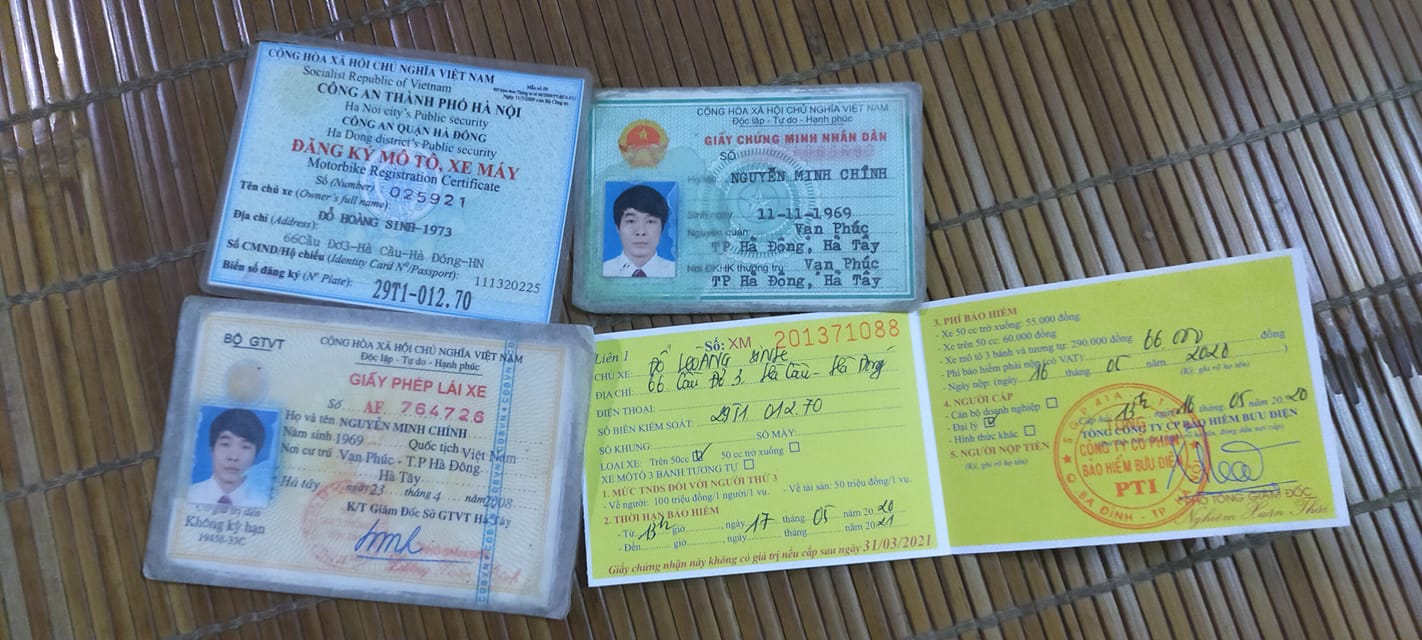 CỘNG HÒA XÃ HỘI CHỦ NGHĨA VIỆT NAM
Socialist Republic of Vietnam
CÔNG AN THÀNH PHỐ HÀ NỘI
Ha Noi city's Public security
CÔNG AN QUẬN HÀ ĐÔNG
Ha Dong district's Public security
ĐĂNG KÝ MÔ TÔ, XE MÁY
Motorbike Registration Certificate
Số (Number): 025921
Tên chủ xe (Owner's full name):
ĐỖ HOÀNG SINH-1973
Địa chỉ (Address):
66Cầu Đơ3-Hà Cầu-Hà Đông-HN
Số CMND/Hộ chiếu (Identity Card Nº/Passport): 111320225
Biển số đăng ký (Nº Plate):
29T1-012.70
CỘNG HÒA XÃ HỘI CHỦ NGHĨA VIỆT NAM
Độc lập - Tự do - Hạnh phúc
GIẤY CHỨNG MINH NHÂN DÂN
SỐ
Họ tên NGUYỄN MINH CHÍNH
Sinh ngày 11-11-1969
Nguyên quán: Vạn Phúc
TP Hà Đông, Hà Tây
Nơi ĐKHK thường trú Vạn Phúc
TP Hà Đông, Hà Tây
BỘ GTVT
CỘNG HÒA XÃ HỘI CHỦ NGHĨA VIỆT NAM
Độc lập - Tự do - Hạnh phúc
GIẤY PHÉP LÁI XE
Số AF 764726
Họ và tên NGUYỄN MINH CHÍNH
Năm sinh 1969 Quốc tịch Việt Nam
Nơi cư trú Vạn Phúc - T.P Hà Đông
Hà Tây
Hà tây ngày 23 tháng 4 năm 2008
K/T Giám Đốc Sở GTVT Hà Tây
Có giá trị đến
Không kỳ hạn
19458-33C
Liên 1
Số: XM 201371088
CHỦ XE: ĐỖ HOÀNG SINH
ĐỊA CHỈ: 66 Cầu Đơ 3. Hà Cầu - Hà Đông
ĐIỆN THOẠI:
SỐ BIỂN KIỂM SOÁT: 29T1 012.70
SỐ KHUNG: SỐ MÁY:
LOẠI XE: Trên 50cc 50 cc trở xuống
XE MÔTÔ 3 BÁNH TƯƠNG TỰ
1. MỨC TNDS ĐỐI VỚI NGƯỜI THỨ 3
- Về người: 100 triệu đồng/1 người/1 vụ. - Về tài sản: 50 triệu đồng/1 vụ.
2. THỜI HẠN BẢO HIỂM
- Từ 13h giờ, ngày 17 tháng 05 năm 2020
- Đến giờ, ngày tháng năm 2021
Giấy chứng nhận này không có giá trị nếu cấp sau ngày 31/03/2021
3. PHÍ BẢO HIỂM
- Xe 50 cc trở xuống: 55.000 đồng
- Xe trên 50 cc: 60.000 đồng
- Xe mô tô 3 bánh và tương tự: 290.000 đồng
- Phí bảo hiểm phải nộp (có VAT): 66 000 đồng
- Ngày nộp: (ngày 16 tháng 05 năm 2020)
4. NGƯỜI CẤP (Ký, ghi rõ họ tên)
- Cán bộ doanh nghiệp
- Đại lý
- Hình thức khác
Cấp hồi 13h ngày 16 tháng 05 năm 2020
TỔNG CÔNG TY CP BẢO HIỂM BƯU ĐIỆN
5. NGƯỜI NỘP TIỀN
(Ký, ghi rõ họ tên)
CÔNG TY CỔ PHẦN
BẢO HIỂM BƯU ĐIỆN
PTI
BA ĐÌNH - TP
TỔNG GIÁM ĐỐC
Nghiêm Xuân Thái